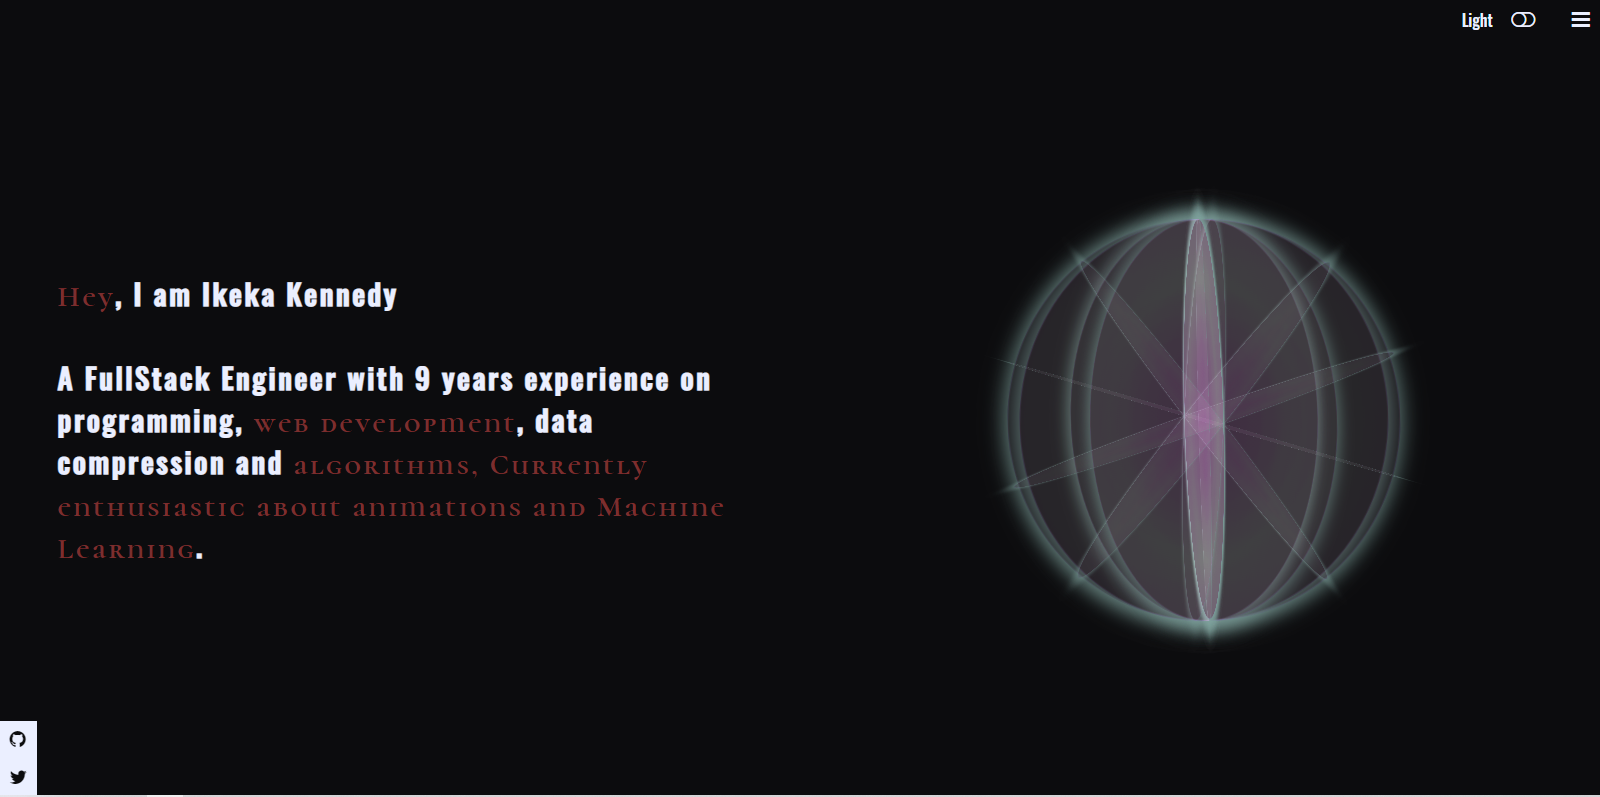 Light
Hey, I am Ikeka Kennedy
A FullStack Engineer with 9 years experience on
programming, web development, data
compression and algorithms, Currently
enthusiastic about animations and Machine
Learning.